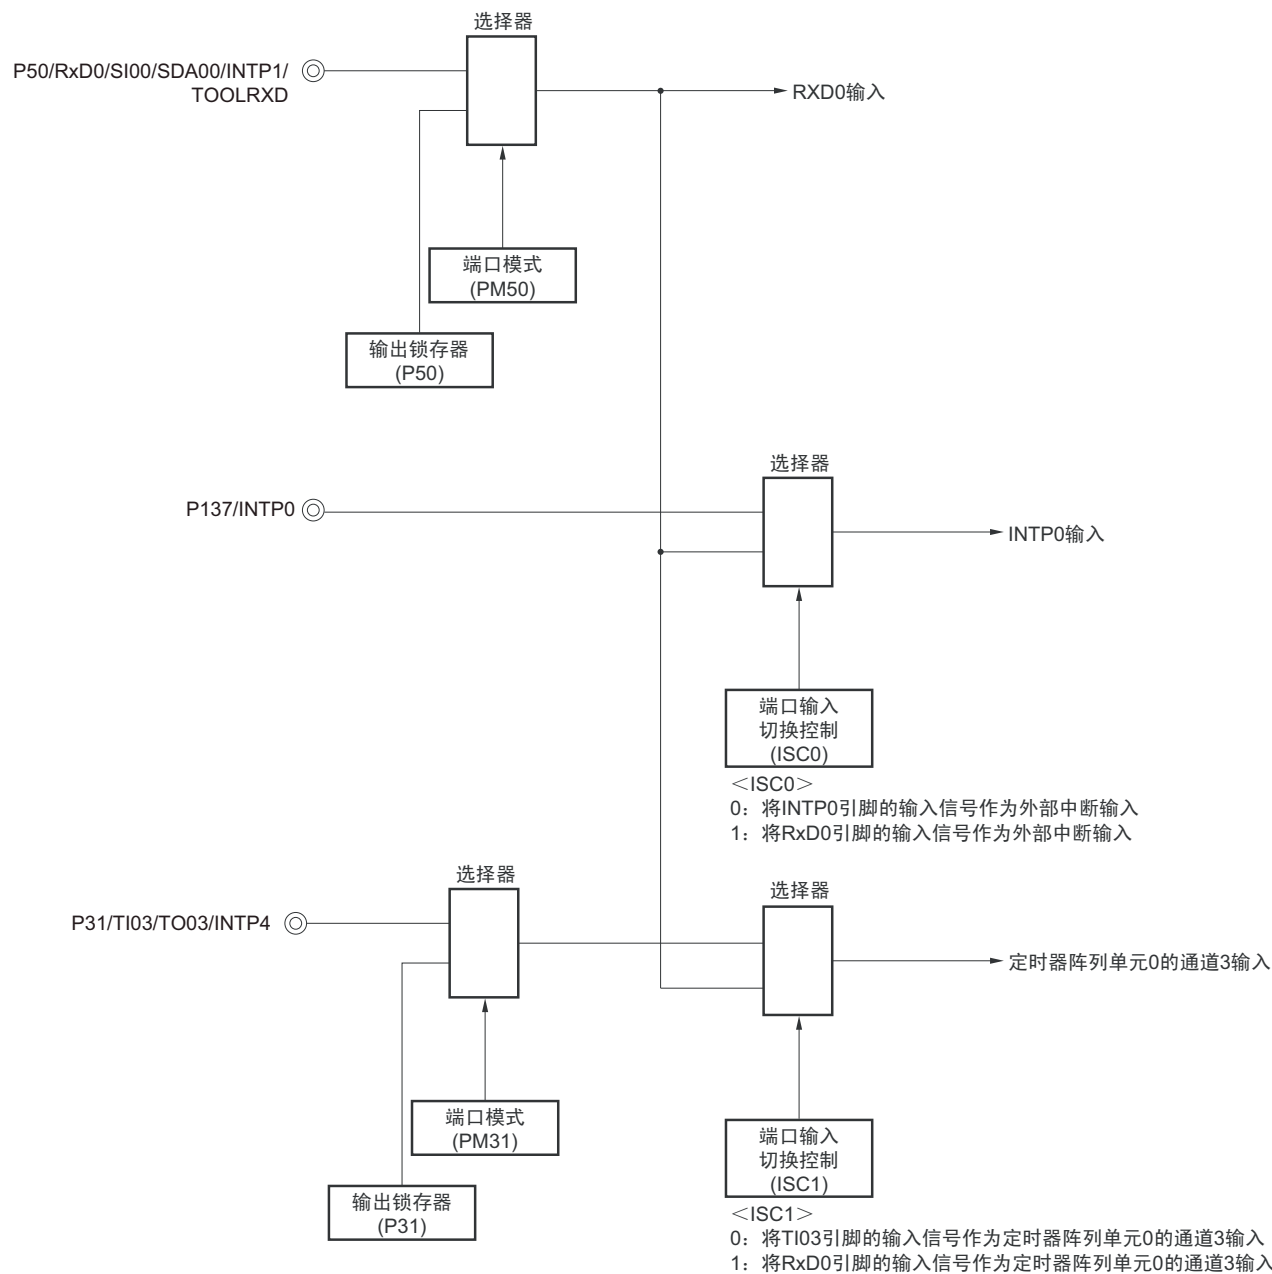 选择器
P50/RxD0/SI00/SDA00/INTP1/
TOOLRXD
RXD0输入
端口模式
(PM50)
输出锁存器
(P50)
选择器
P137/INTP0
INTP0输入
端口输入
切换控制
(ISC0)
＜ISC0＞
0：将INTP0引脚的输入信号作为外部中断输入
1：将RxD0引脚的输入信号作为外部中断输入
选择器
选择器
P31/TI03/TO03/INTP4
定时器阵列单元0的通道3输入
端口模式
(PM31)
端口输入
切换控制
(ISC1)
输出锁存器
(P31)
＜ISC1＞
0：将TI03引脚的输入信号作为定时器阵列单元0的通道3输入
1：将RxD0引脚的输入信号作为定时器阵列单元0的通道3输入